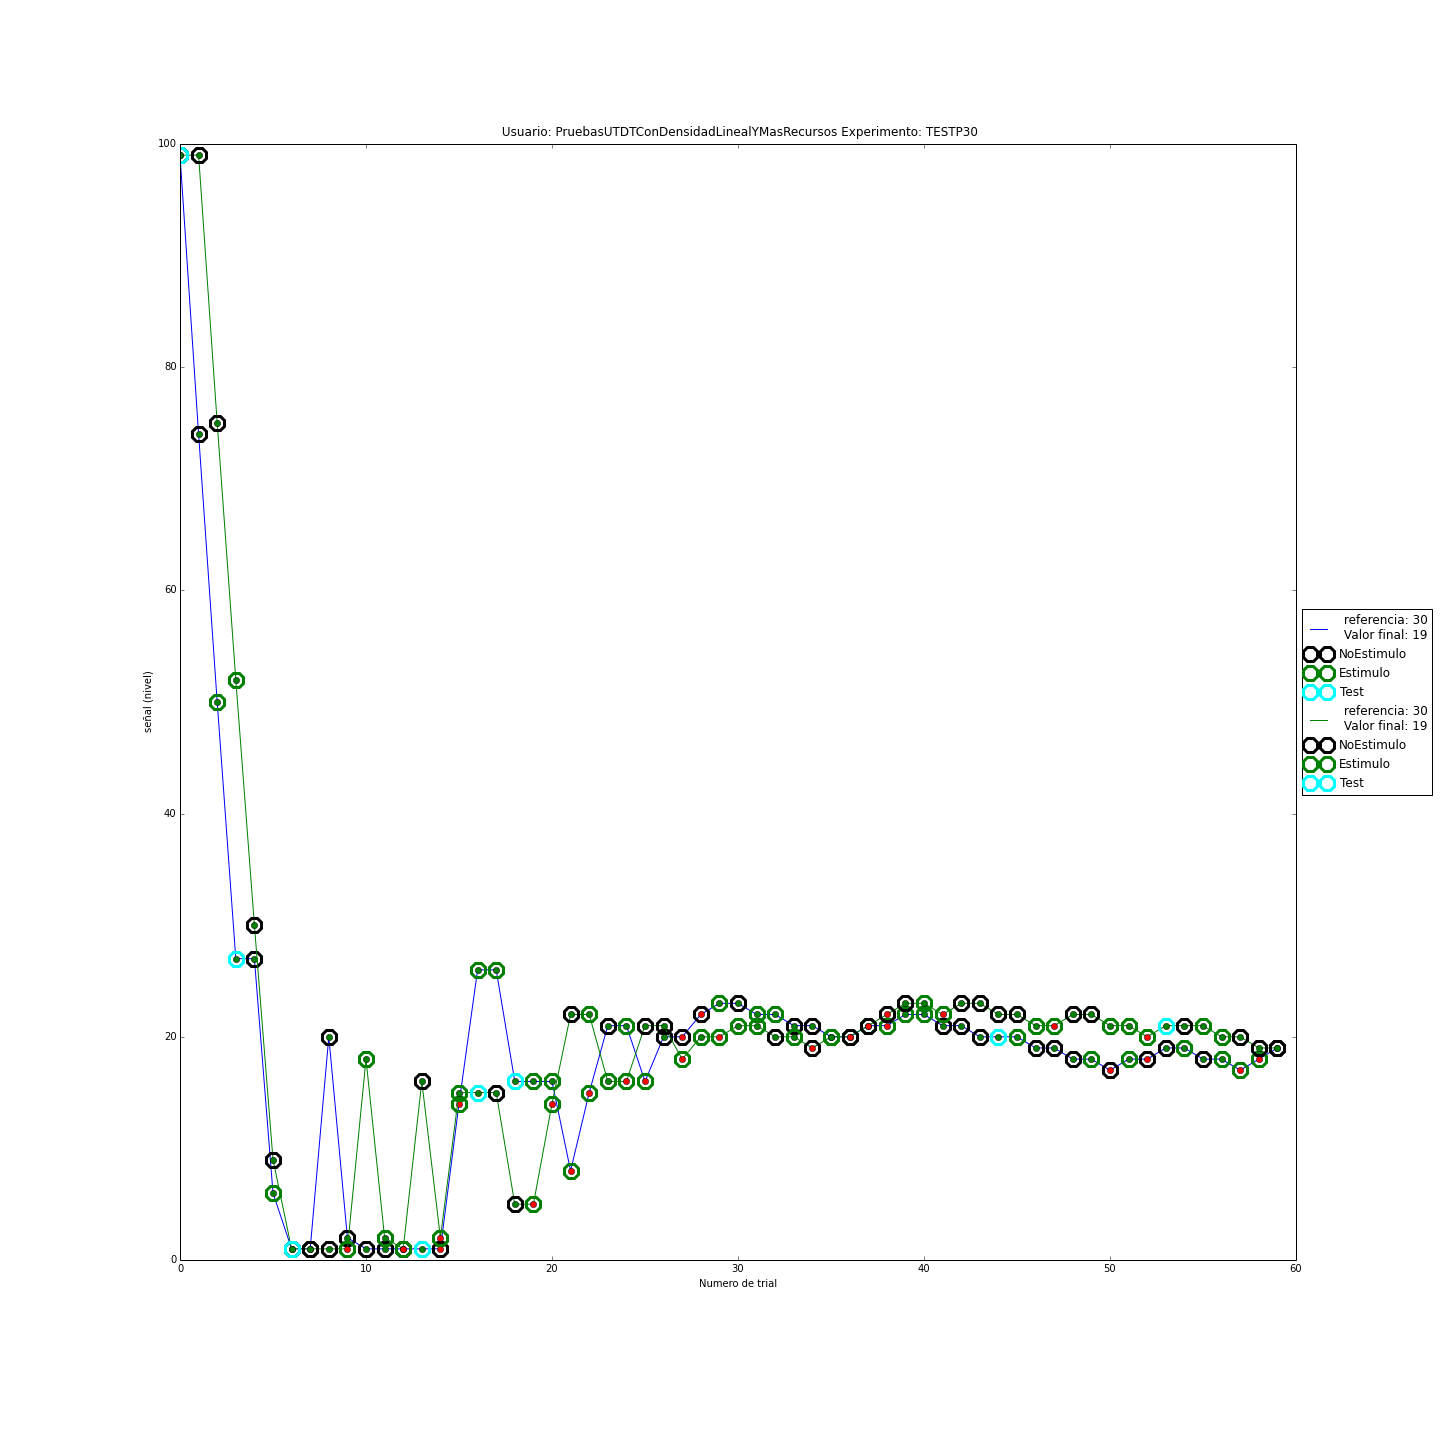 Usuario: PruebasUTDTConDensidadLinealYMasRecursos Experimento: TESTP30
100
80
60
40
20
0
señal (nivel)
0 10 20 30 40 50 60
Numero de trial
referencia: 30
Valor final: 19
NoEstimulo
Estimulo
Test
referencia: 30
Valor final: 19
NoEstimulo
Estimulo
Test